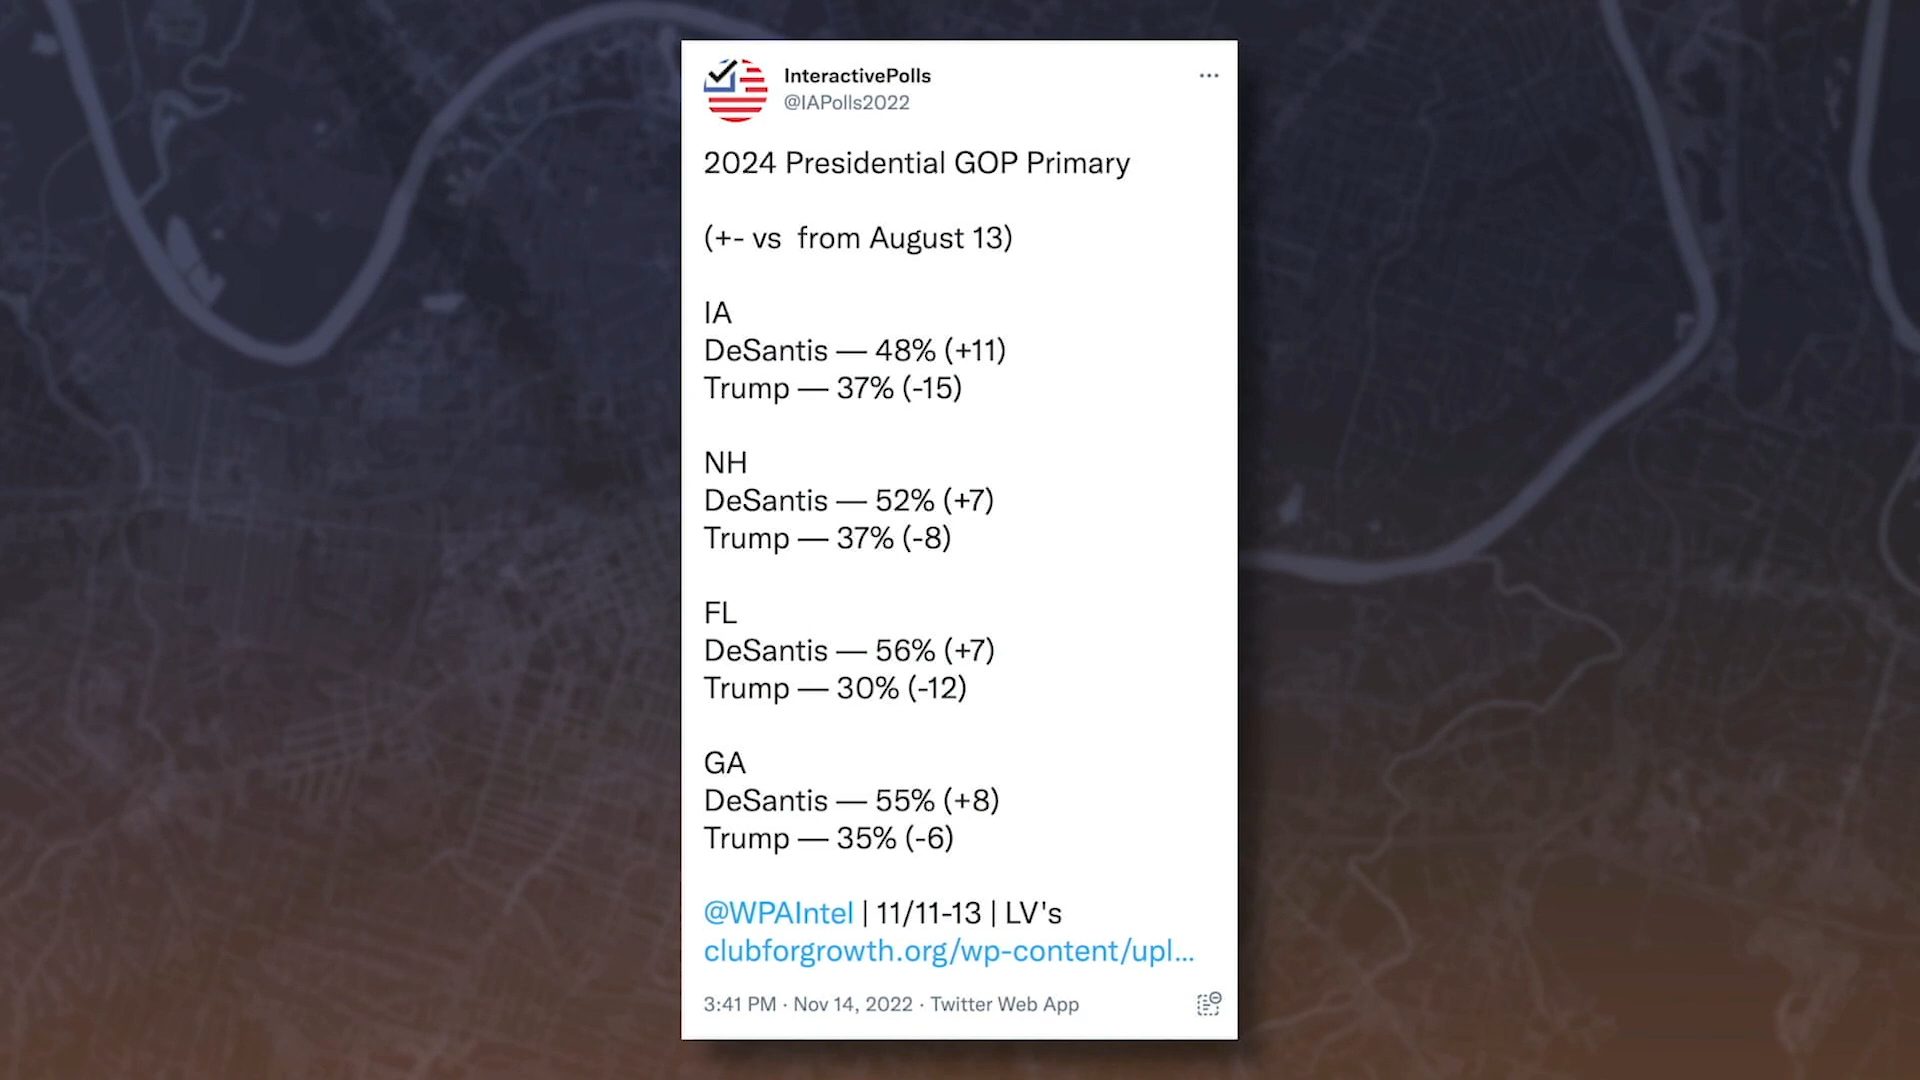 InteractivePolls
@IAPolls2022
2024 Presidential GOP Primary
(+- vs  from August 13)
IA
DeSantis — 48% (+11)
Trump — 37% (-15)
NH
DeSantis — 52% (+7)
Trump — 37% (-8)
FL
DeSantis — 56% (+7)
Trump — 30% (-12)
GA
DeSantis — 55% (+8)
Trump — 35% (-6)
@WPAIntel | 11/11-13 | LV's
clubforgrowth.org/wp-content/upl...
3:41 PM · Nov 14, 2022 · Twitter Web App